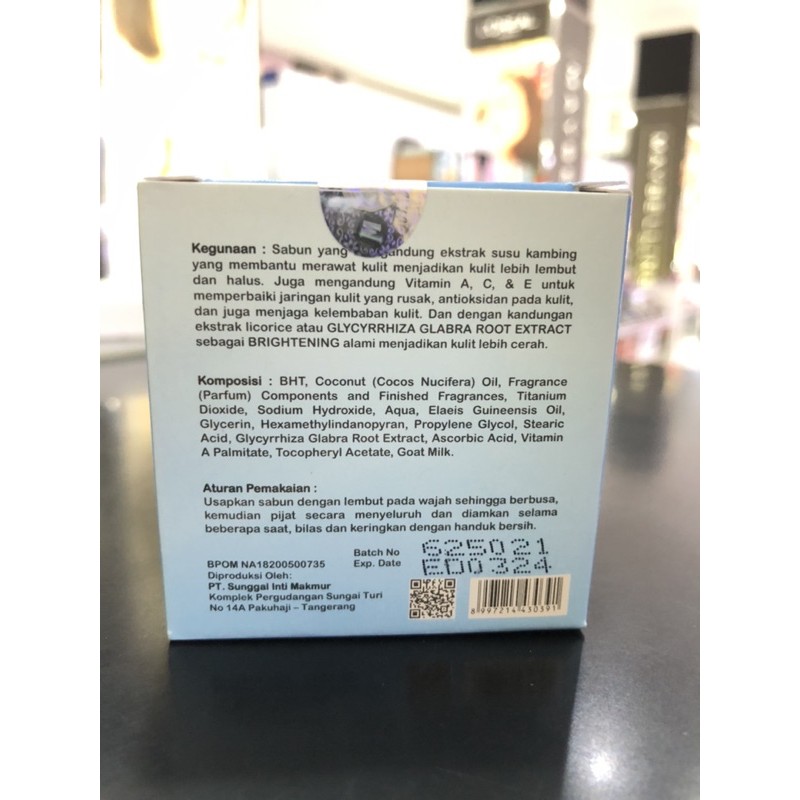 Kegunaan : Sabun yang mengandung ekstrak susu kambing
yang membantu merawat kulit menjadikan kulit lebih lembut
dan halus. Juga mengandung Vitamin A, C, & E untuk
memperbaiki jaringan kulit yang rusak, antioksidan pada kulit,
dan juga menjaga kelembaban kulit. Dan dengan kandungan
ekstrak licorice atau GLYCYRRHIZA GLABRA ROOT EXTRACT
sebagai BRIGHTENING alami menjadikan kulit lebih cerah.
Komposisi : BHT, Coconut (Cocos Nucifera) Oil, Fragrance
(Parfum) Components and Finished Fragrances, Titanium
Dioxide, Sodium Hydroxide, Aqua, Elaeis Guineensis Oil,
Glycerin, Hexamethylindanopyran, Propylene Glycol, Stearic
Acid, Glycyrrhiza Glabra Root Extract, Ascorbic Acid, Vitamin
A Palmitate, Tocopheryl Acetate, Goat Milk.
Aturan Pemakaian :
Usapkan sabun dengan lembut pada wajah sehingga berbusa,
kemudian pijat secara menyeluruh dan diamkan selama
beberapa saat, bilas dan keringkan dengan handuk bersih.
Batch No 625021
Exp. Date ED0324
BPOM NA18200500735
Diproduksi Oleh:
PT. Sunggal Inti Makmur
Komplek Pergudangan Sungai Turi
No 14A Pakuhaji – Tangerang
8 997214 430391